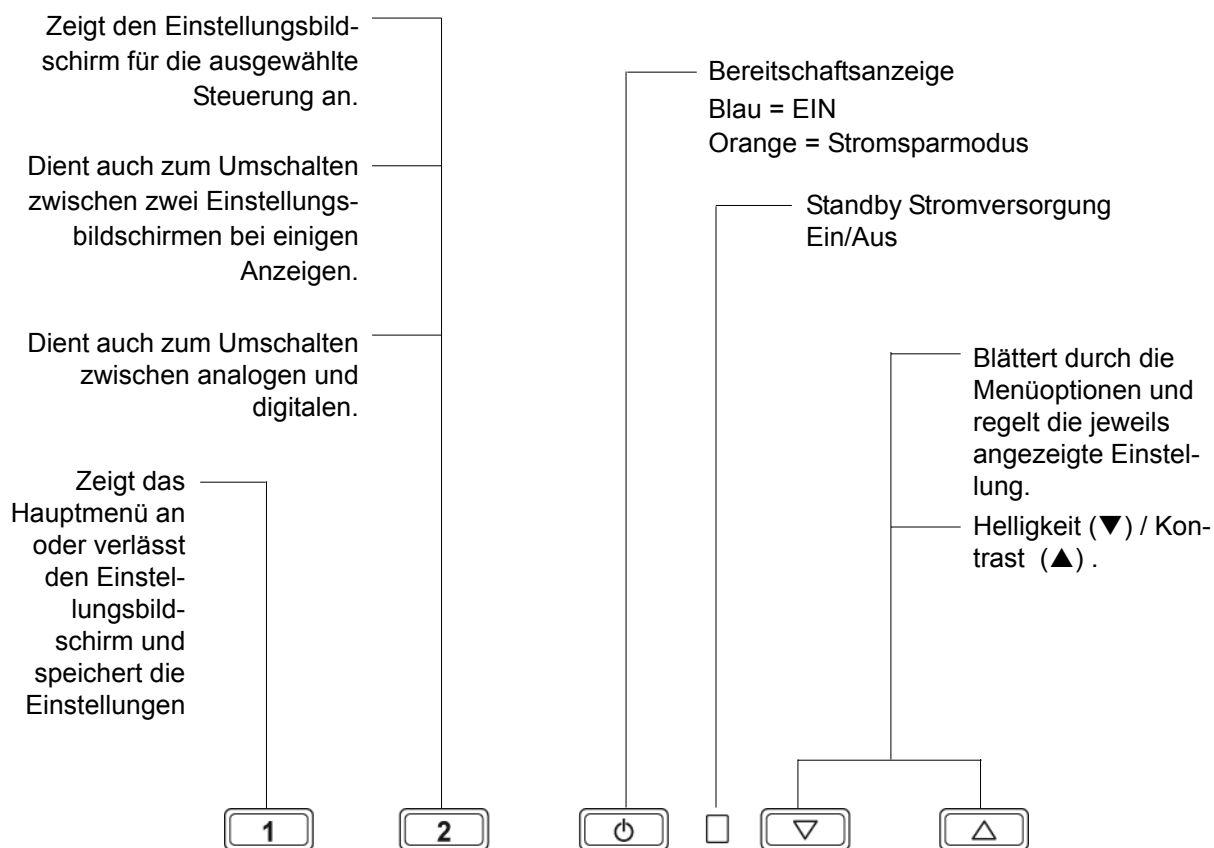 Zeigt den Einstellungsbild-
schirm für die ausgewählte
Steuerung an.
Dient auch zum Umschalten
zwischen zwei Einstellungs-
bildschirmen bei einigen
Anzeigen.
Dient auch zum Umschalten
zwischen analogen und
digitalen.
Zeigt das
Hauptmenü an
oder verlässt
den Einstel-
lungsbild-
schirm und
speichert die
Einstellungen
Bereitschaftsanzeige
Blau = EIN
Orange = Stromsparmodus
Standby Stromversorgung
Ein/Aus
Blättert durch die
Menüoptionen und
regelt die jeweils
angezeigte Einstel-
lung.
Helligkeit (▼) / Kon-
trast (▲) .
1 2